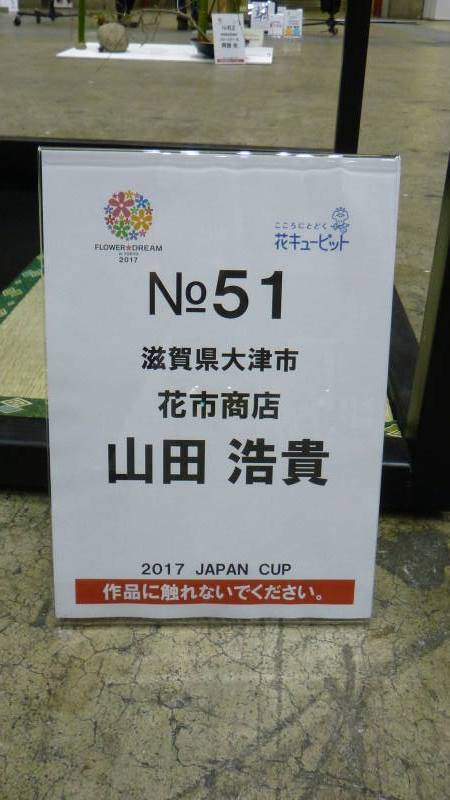 FLOWER★DREAM
in TOKYO
2017
こころにとどく
花キューピット
№51
滋賀県大津市
花市商店
山田 浩貴
2017 JAPAN CUP
作品に触れないでください。